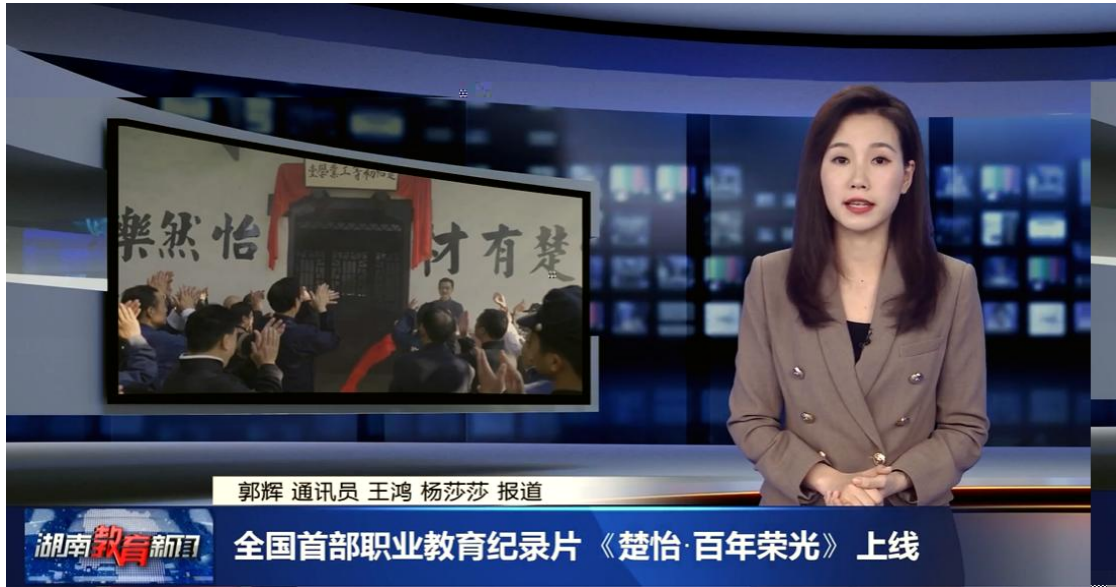 楚有才
怡然樂
郭辉 通讯员 王鸿 杨莎莎 报道
湖南教育新闻
全国首部职业教育纪录片《楚怡·百年荣光》上线